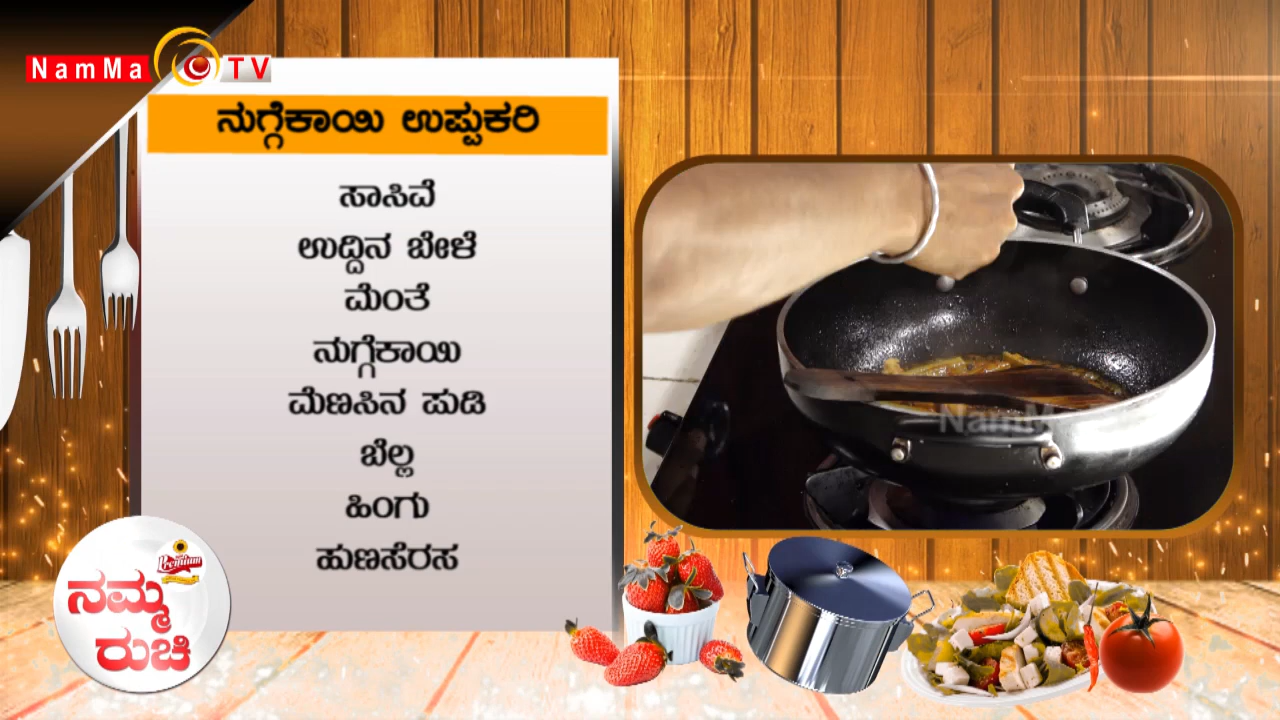 NamMa TV
ನುಗ್ಗೆಕಾಯಿ ಉಪ್ಪುಕರಿ
ಸಾಸಿವೆ
ಉದ್ದಿನ ಬೇಳೆ
ಮೆಂತೆ
ನುಗ್ಗೆಕಾಯಿ
ಮೆಣಸಿನ ಪುಡಿ
ಬೆಲ್ಲ
ಹಿಂಗು
ಹುಣಸೆರಸ
Premium
ನಮ್ಮ
ರುಚಿ